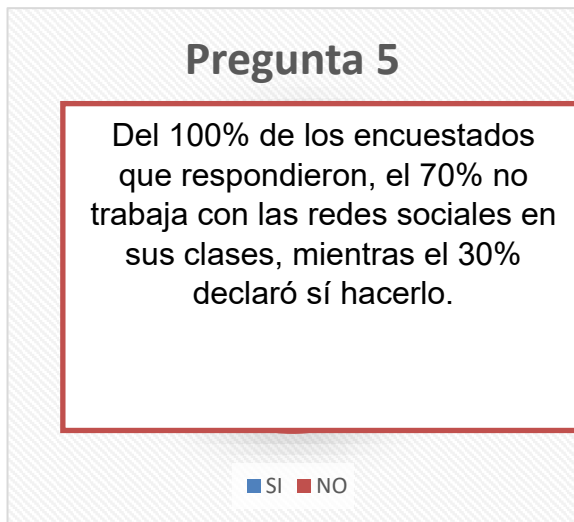 Pregunta 5
Del 100% de los encuestados
que respondieron, el 70% no
trabaja con las redes sociales en
sus clases, mientras el 30%
declaró sí hacerlo.
SI NO